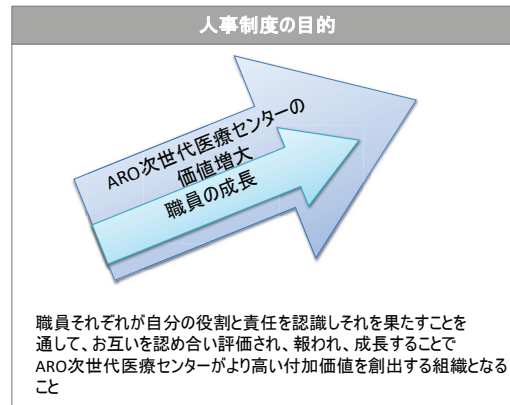 人事制度の目的
ARO次世代医療センターの
価値増大
職員の成長
職員それぞれが自分の役割と責任を認識しそれを果たすことを
通して、お互いを認め合い評価され、報われ、成長することで
ARO次世代医療センターがより高い付加価値を創出する組織となる
こと